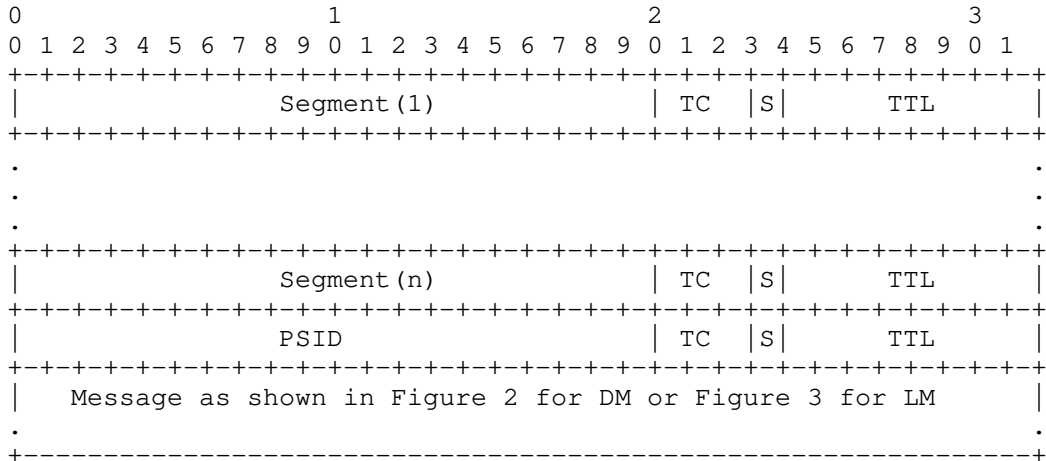 0                   1                   2                   3
0 1 2 3 4 5 6 7 8 9 0 1 2 3 4 5 6 7 8 9 0 1 2 3 4 5 6 7 8 9 0 1
+-+-+-+-+-+-+-+-+-+-+-+-+-+-+-+-+-+-+-+-+-+-+-+-+-+-+-+-+-+-+-+-+
|                Segment(1)             | TC  |S|      TTL      |
+-+-+-+-+-+-+-+-+-+-+-+-+-+-+-+-+-+-+-+-+-+-+-+-+-+-+-+-+-+-+-+-+
.                                                               .
.                                                               .
.                                                               .
+-+-+-+-+-+-+-+-+-+-+-+-+-+-+-+-+-+-+-+-+-+-+-+-+-+-+-+-+-+-+-+-+
|                Segment(n)             | TC  |S|      TTL      |
+-+-+-+-+-+-+-+-+-+-+-+-+-+-+-+-+-+-+-+-+-+-+-+-+-+-+-+-+-+-+-+-+
|                PSID                   | TC  |S|      TTL      |
+-+-+-+-+-+-+-+-+-+-+-+-+-+-+-+-+-+-+-+-+-+-+-+-+-+-+-+-+-+-+-+-+
|   Message as shown in Figure 2 for DM or Figure 3 for LM      |
.                                                               .
+---------------------------------------------------------------+